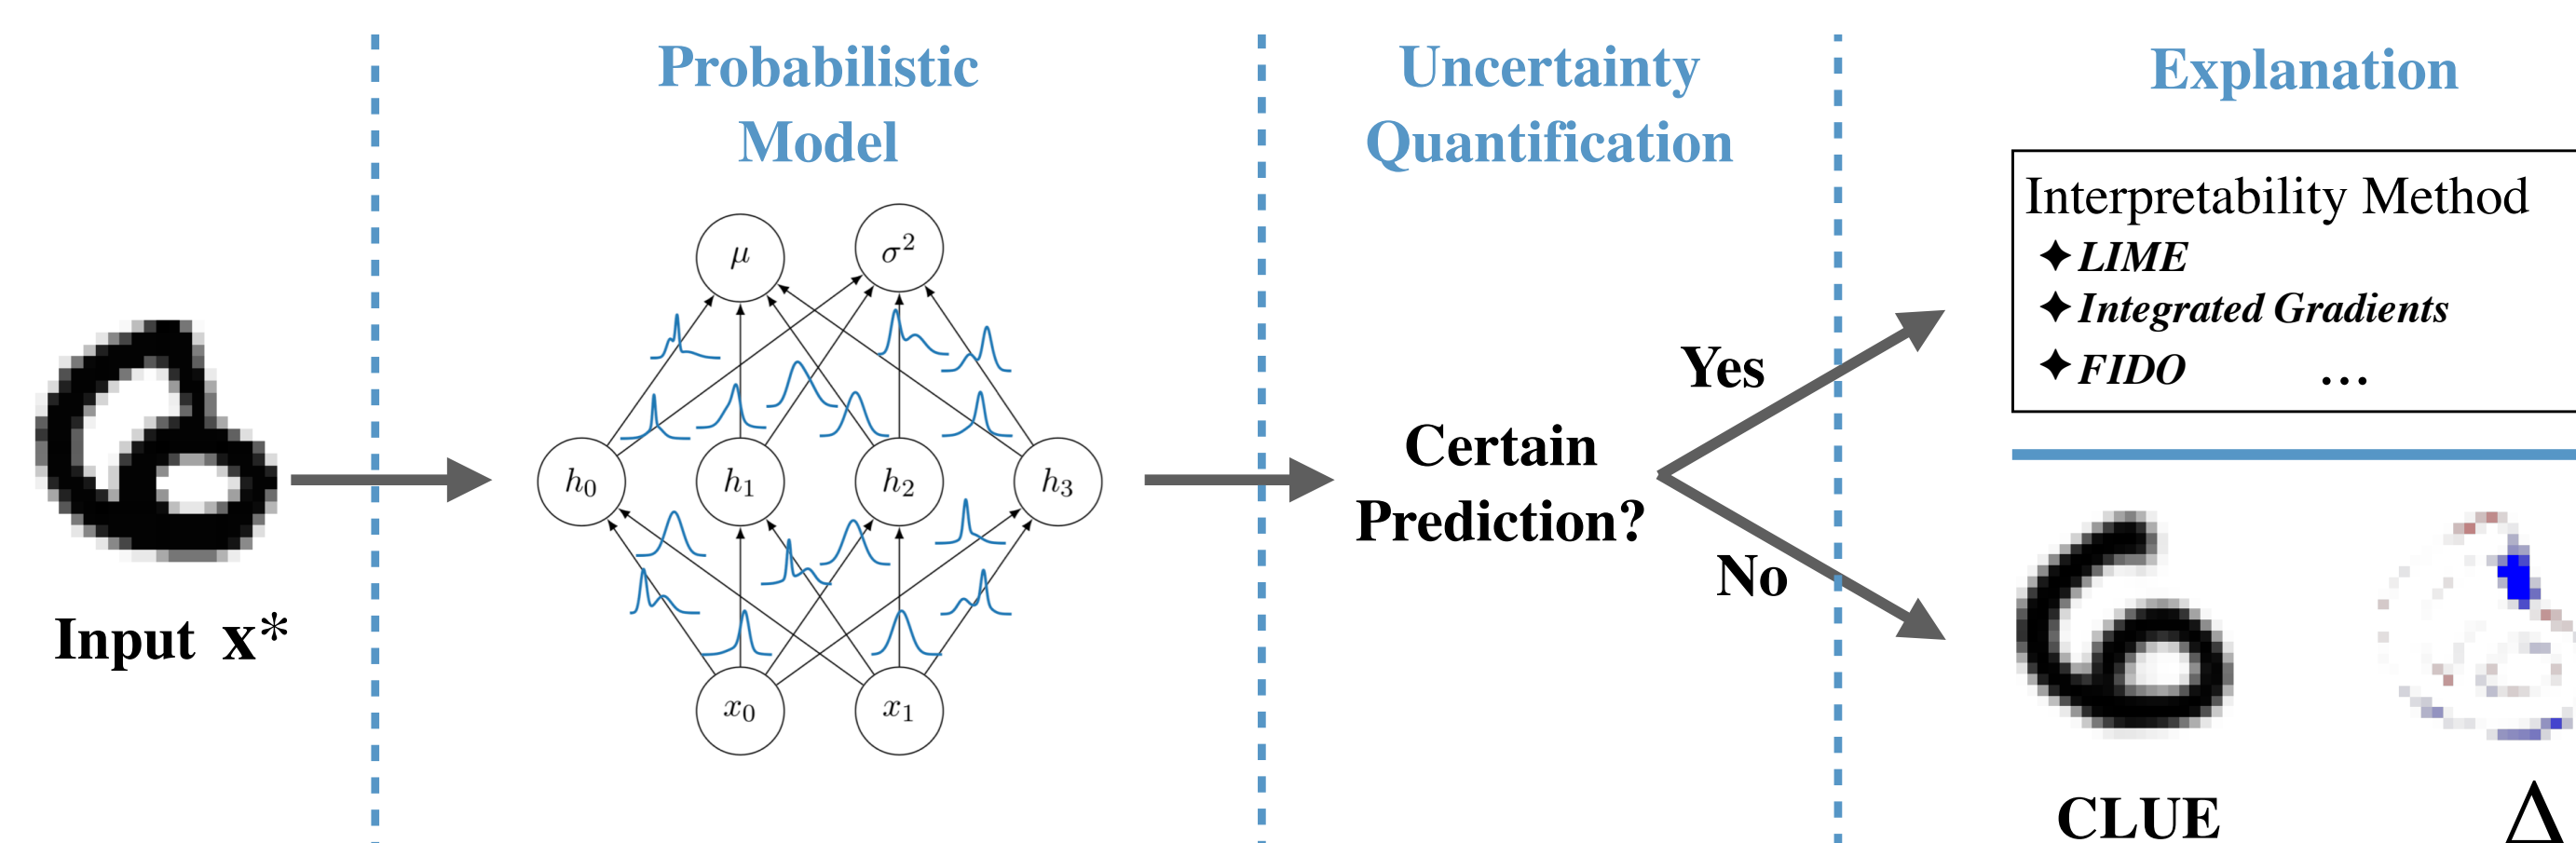 Probabilistic
Model
Uncertainty
Quantification
Explanation
Input x*
μ
σ²
h₀
h₁
h₂
h₃
x₀
x₁
Certain
Prediction?
Yes
No
Interpretability Method
✦ LIME
✦ Integrated Gradients
✦ FIDO ...
CLUE
Δ